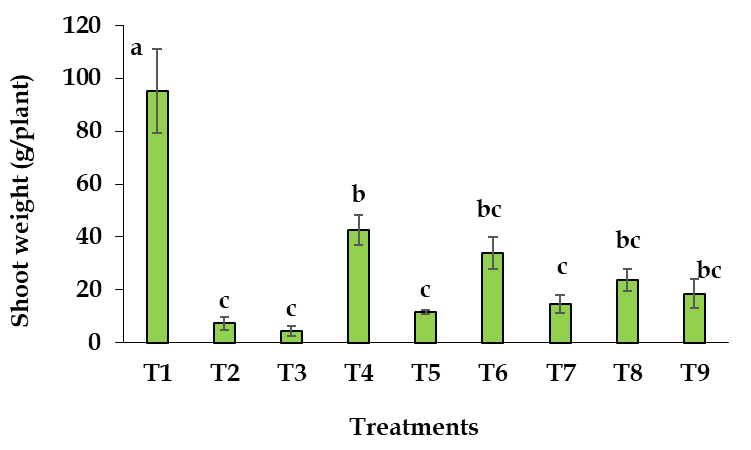 Shoot weight (g/plant)
120
100
80
60
40
20
0
a
c
c
b
c
bc
c
bc
bc
T1 T2 T3 T4 T5 T6 T7 T8 T9
Treatments